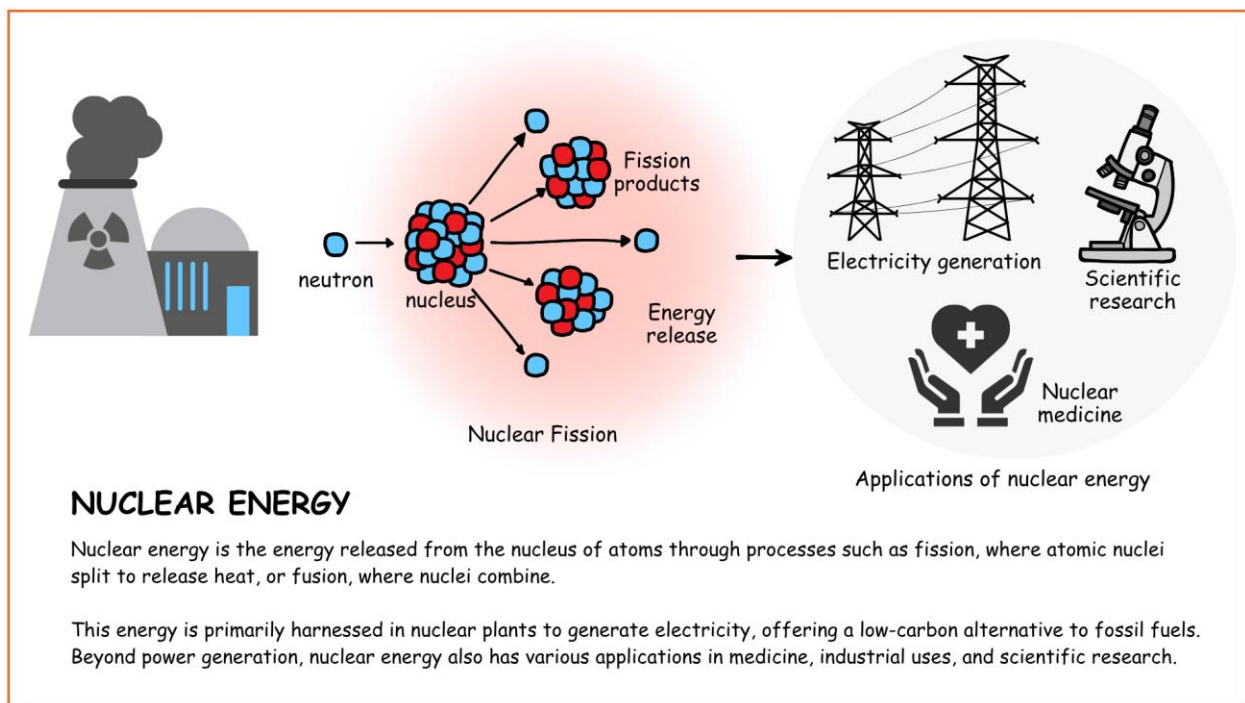 Fission
products
neutron
nucleus
Energy
release
Nuclear Fission
Electricity generation
Scientific
research
Nuclear
medicine
Applications of nuclear energy
NUCLEAR ENERGY
Nuclear energy is the energy released from the nucleus of atoms through processes such as fission, where atomic nuclei
split to release heat, or fusion, where nuclei combine.
This energy is primarily harnessed in nuclear plants to generate electricity, offering a low-carbon alternative to fossil fuels.
Beyond power generation, nuclear energy also has various applications in medicine, industrial uses, and scientific research.